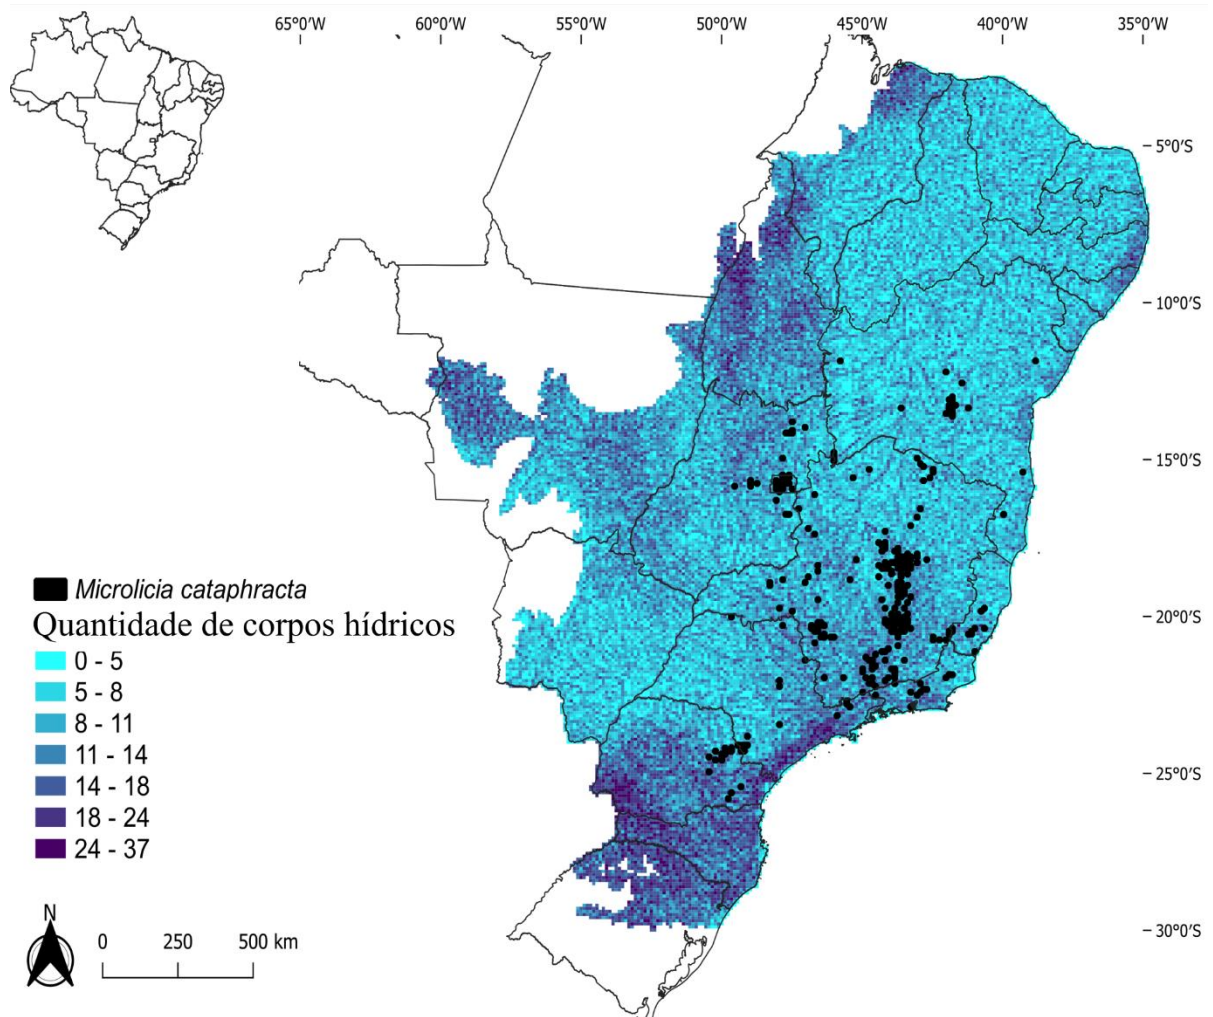 65°0′W 60°0′W 55°0′W 50°0′W 45°0′W 40°0′W 35°0′W
5°0′S
10°0′S
15°0′S
20°0′S
25°0′S
30°0′S
Microlicia cataphracta
Quantidade de corpos hídricos
0 - 5
5 - 8
8 - 11
11 - 14
14 - 18
18 - 24
24 - 37
N
0 250 500 km